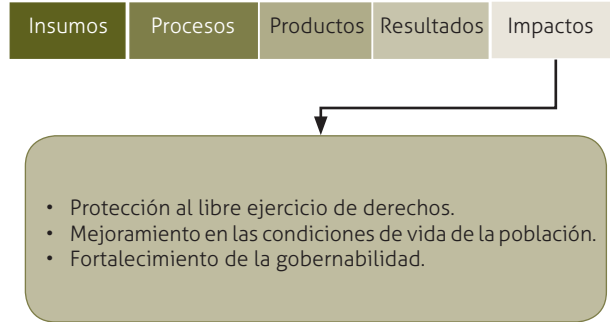 Insumos Procesos Productos Resultados Impactos
• Protección al libre ejercicio de derechos.
• Mejoramiento en las condiciones de vida de la población.
• Fortalecimiento de la gobernabilidad.